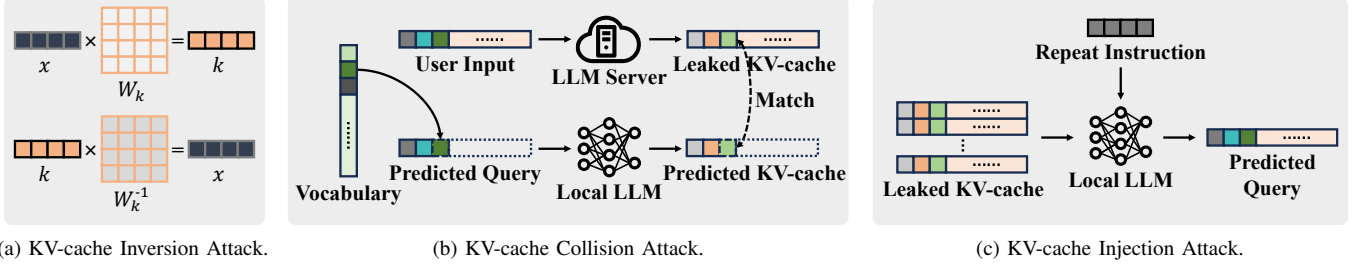 x × = k
W_k
k × = x
W_k^-1
(a) KV-cache Inversion Attack.
......
User Input
LLM Server
Leaked KV-cache
Match
......
Vocabulary
Predicted Query
Local LLM
Predicted KV-cache
(b) KV-cache Collision Attack.
Repeat Instruction
......
......
...
......
Leaked KV-cache
Local LLM
......
Predicted
Query
(c) KV-cache Injection Attack.